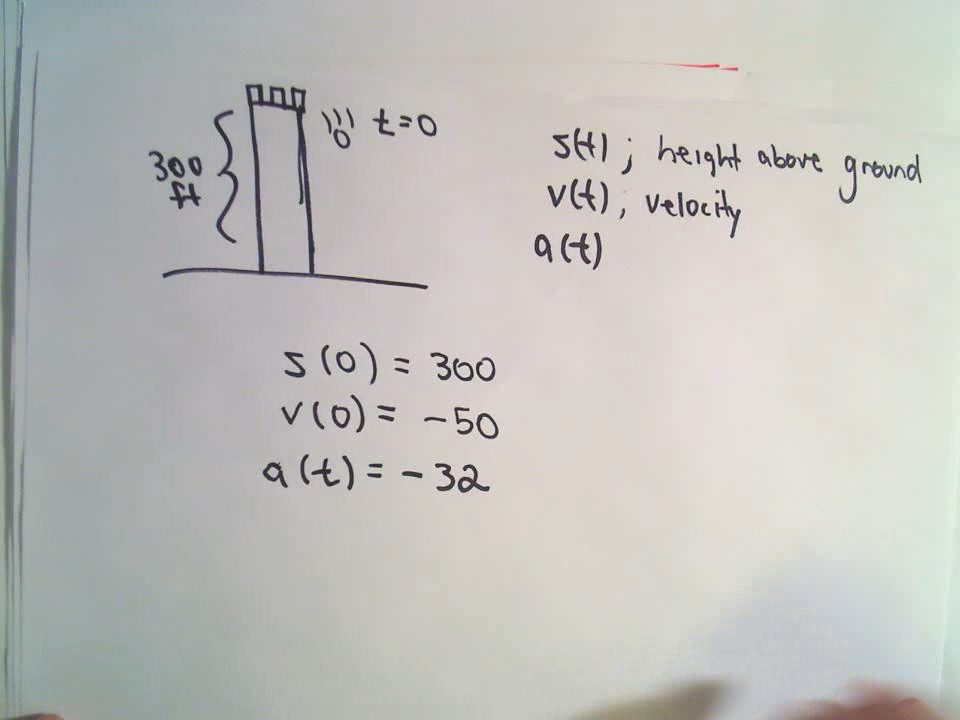 300
ft
t=0
s(t) ; height above ground
v(t) ; velocity
a(t)
s(0) = 300
v(0) = -50
a(t) = -32